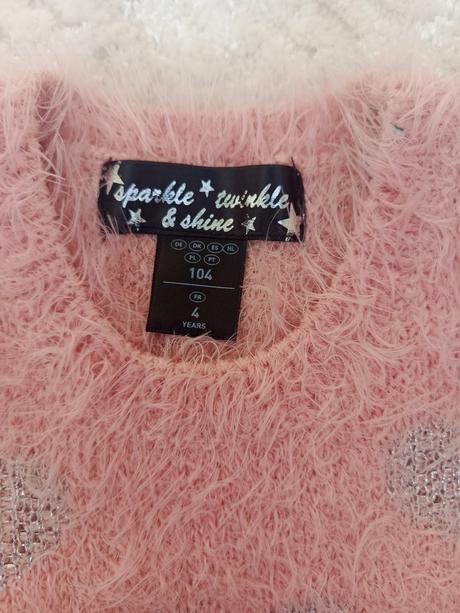 sparkle twinkle
& shine
DE DK ES NL
PL PT
104
FR
4
YEARS